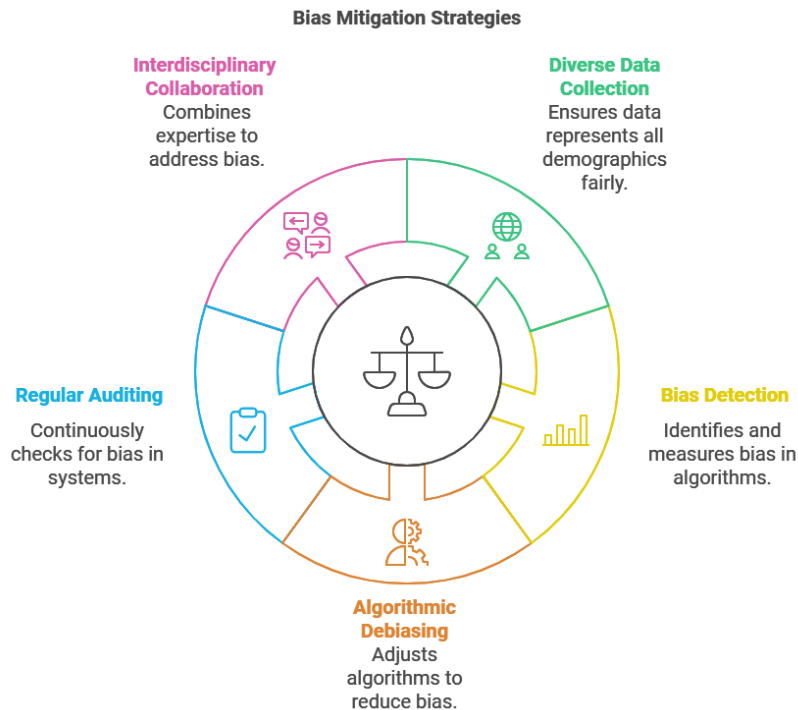 Bias Mitigation Strategies
Interdisciplinary
Collaboration
Combines
expertise to
address bias.
Diverse Data
Collection
Ensures data
represents all
demographics
fairly.
Regular Auditing
Continuously
checks for bias in
systems.
Bias Detection
Identifies and
measures bias in
algorithms.
Algorithmic
Debiasing
Adjusts
algorithms to
reduce bias.